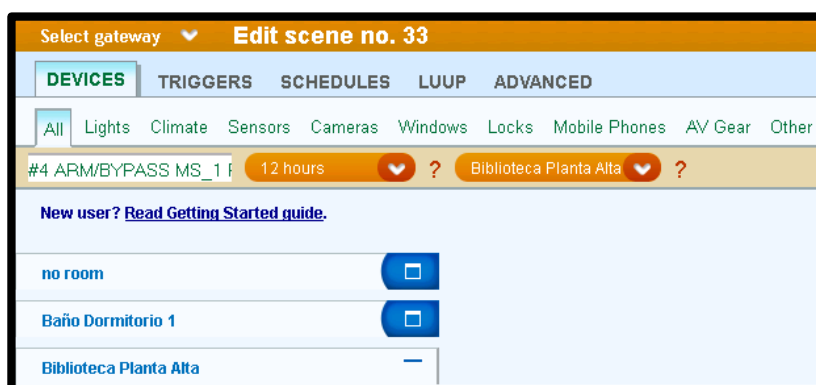 Select gateway Edit scene no. 33
DEVICES TRIGGERS SCHEDULES LUUP ADVANCED
All Lights Climate Sensors Cameras Windows Locks Mobile Phones AV Gear Other
#4 ARM/BYPASS MS_1 12 hours ? Biblioteca Planta Alta ?
New user? Read Getting Started guide.
no room
Baño Dormitorio 1
Biblioteca Planta Alta